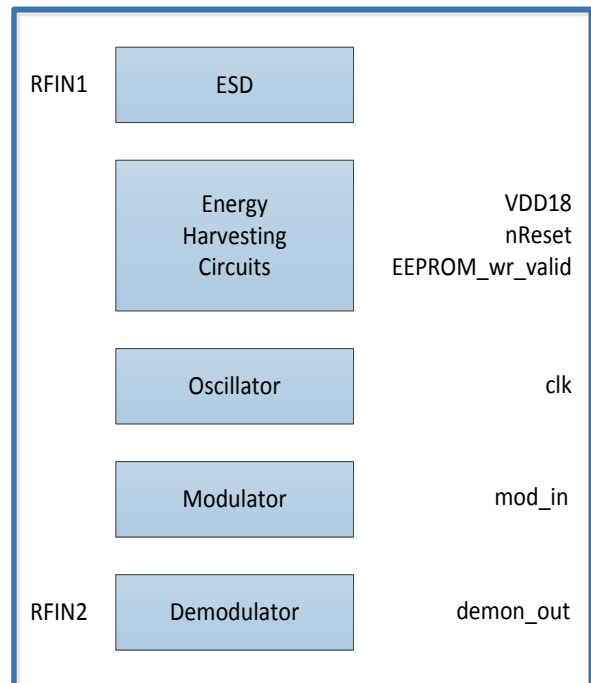 RFIN1
ESD
Energy
Harvesting
Circuits
VDD18
nReset
EEPROM_wr_valid
Oscillator
clk
Modulator
mod_in
RFIN2
Demodulator
demon_out